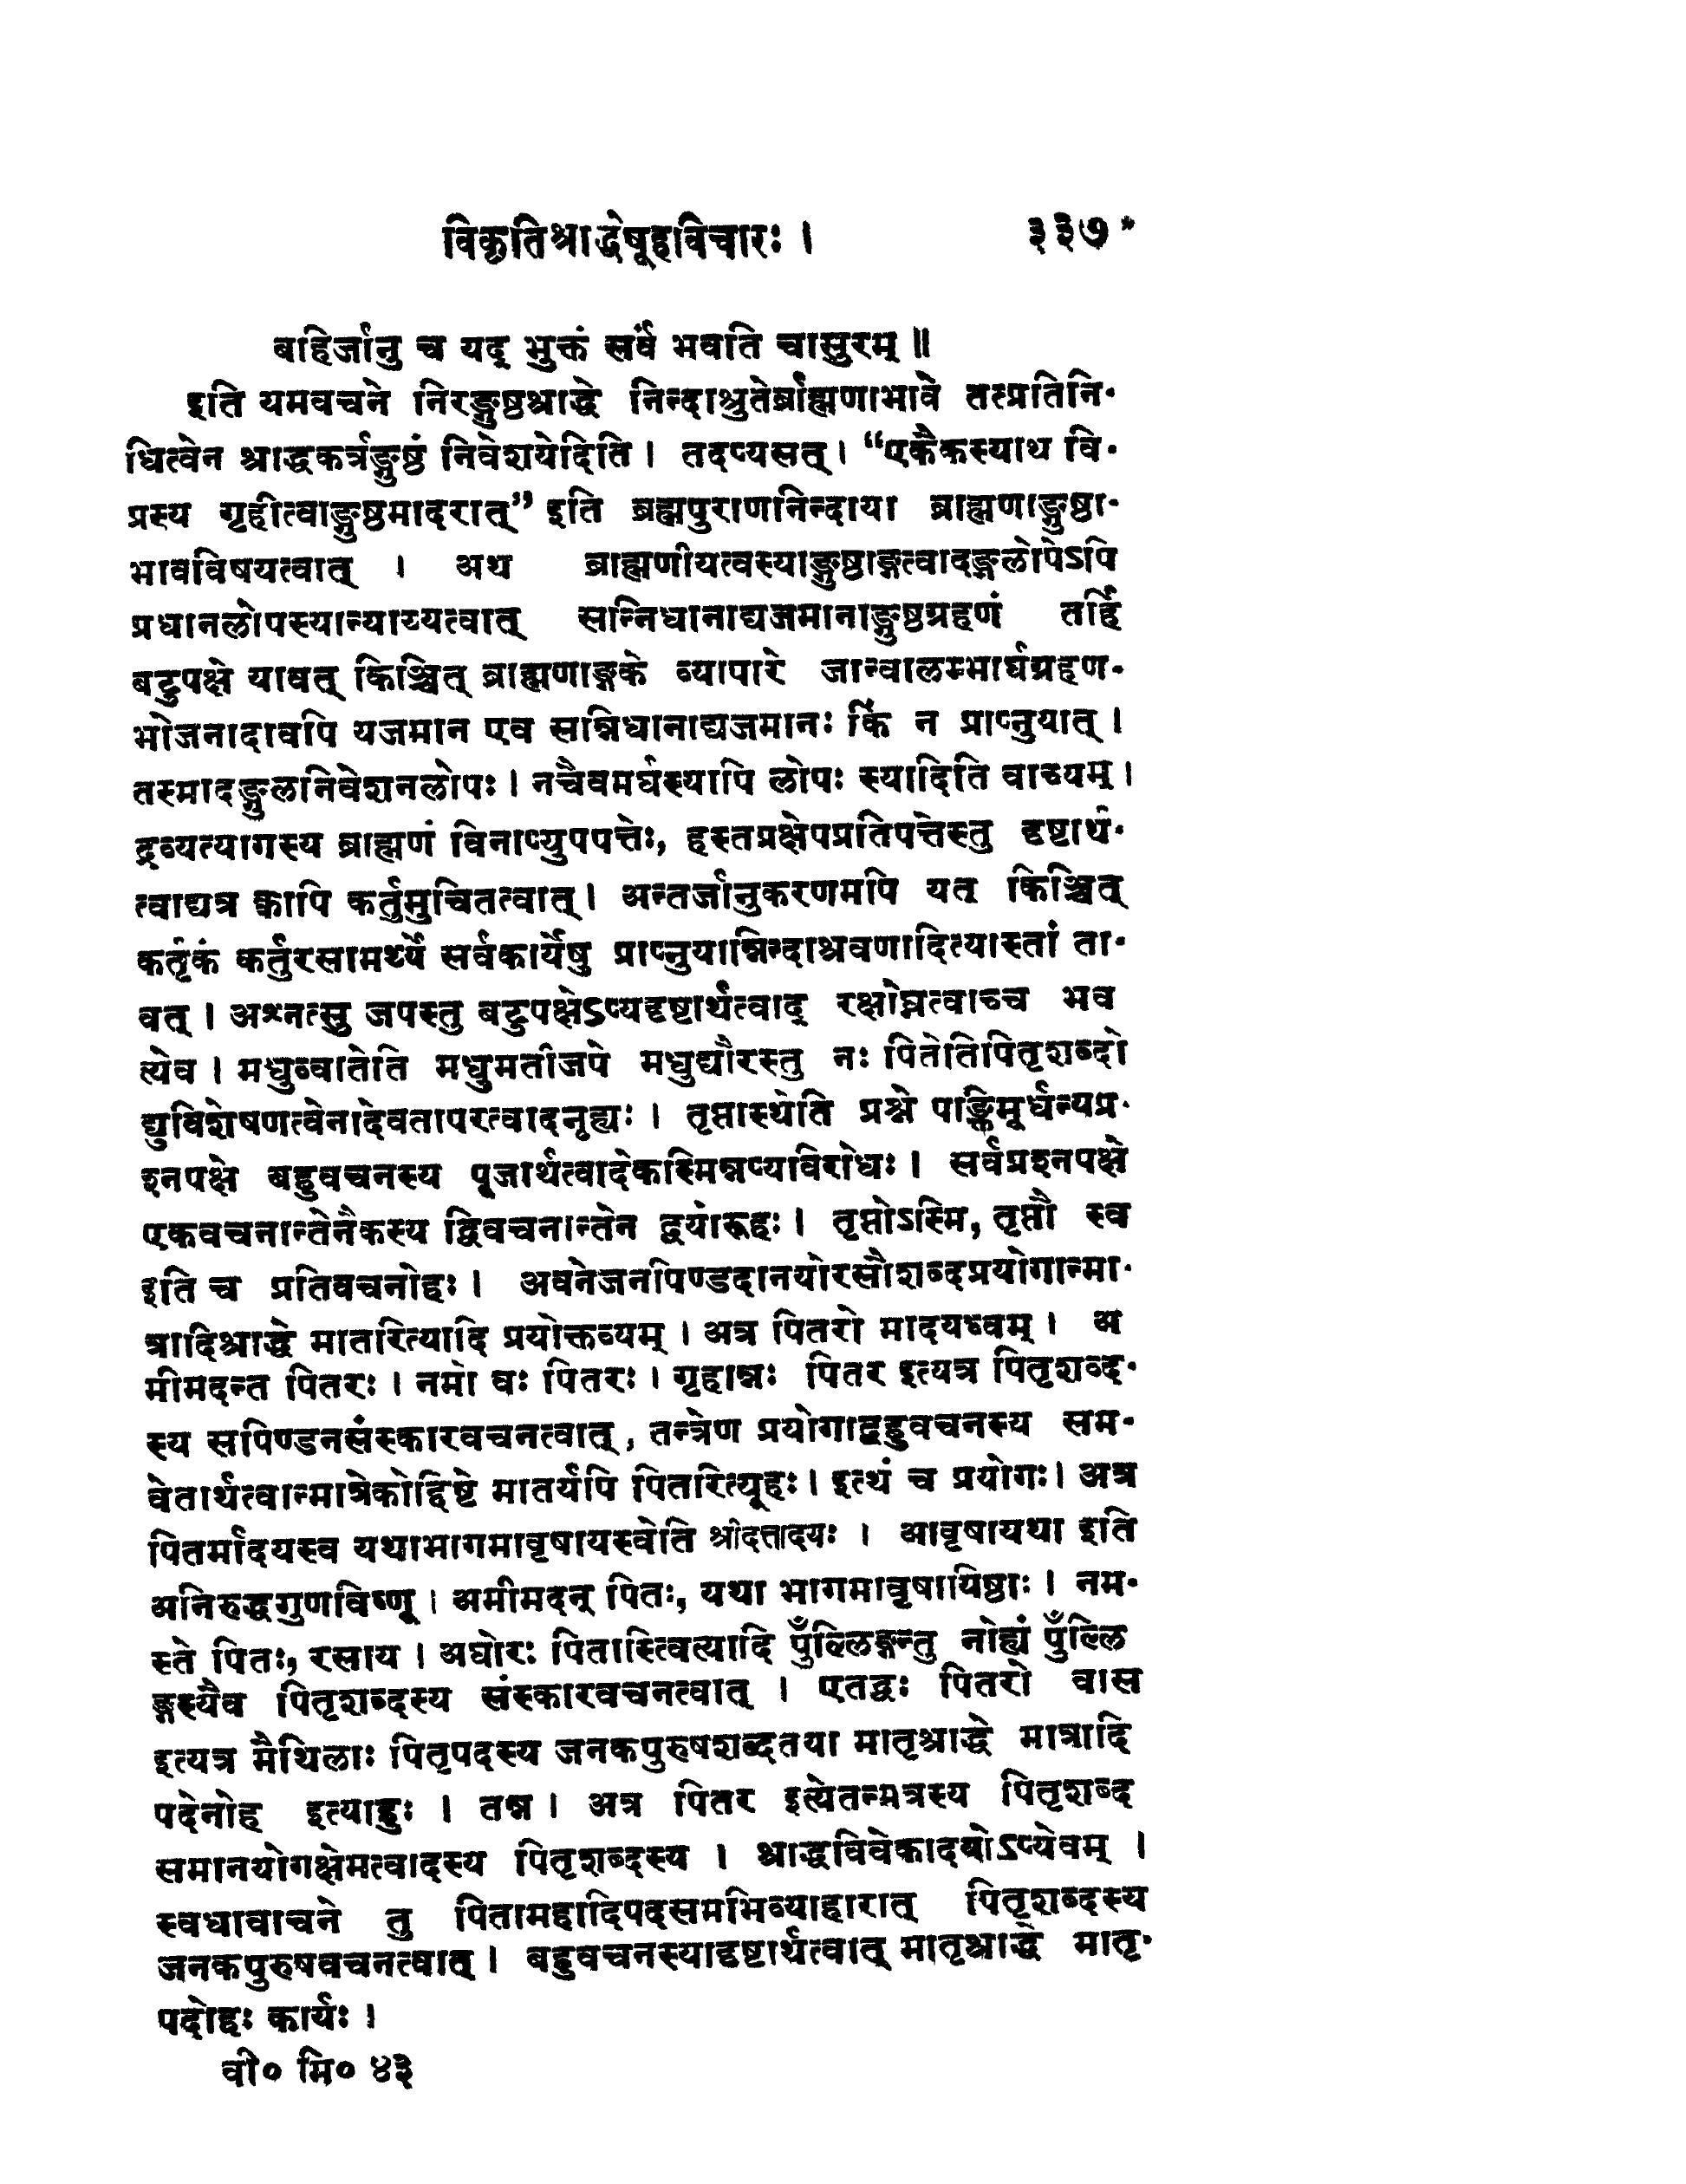 विकृतिश्राद्धेषूहविचारः । ३३७
बहिर्जानु च यद् भुक्तं सर्वं भवति चासुरम् ॥
इति यमवचने निरङ्गुष्ठश्राद्धे निन्दाश्रुतेर्ब्राह्मणाभावे तत्प्रतिनि-
धित्वेन श्राद्धकर्त्रङ्गुष्ठं निवेशयेदिति । तदप्यसत् । “एकैकस्याथ वि-
प्रस्य गृहीत्वाङ्गुष्ठमादरात्” इति ब्रह्मपुराणनिन्दाया ब्राह्मणाङ्गुष्ठा-
भावविषयत्वात् । अथ ब्राह्मणीयत्वस्याङ्गुष्ठाङ्गत्वादङ्गलोपेऽपि
प्रधानलोपस्यान्याय्यत्वात् सन्निधानाद्यजमानाङ्गुष्ठग्रहणं तर्हि
बटुपक्षे यावत् किञ्चित् ब्राह्मणाङ्गके व्यापारे जान्वालम्भार्घग्रहण-
भोजनादावपि यजमान एव सन्निधानाद्यजमानः किं न प्राप्नुयात् ।
तस्मादङ्गुलनिवेशनलोपः । नचैवमर्घस्यापि लोपः स्यादिति वाच्यम् ।
द्रव्यत्यागस्य ब्राह्मणं विनाप्युपपत्तेः, हस्तप्रक्षेपप्रतिपत्तेस्तु दृष्टार्थ-
त्वाद्यत्र क्वापि कर्तुमुचितत्वात् । अन्तर्जानुकरणमपि यत् किञ्चित्
कर्तृकं कर्तुरसामर्थ्ये सर्वकार्येषु प्राप्नुयान्निन्दाश्रवणादित्यास्तां ता-
वत् । अश्नत्सु जपस्तु बटुपक्षेऽप्यदृष्टार्थत्वाद् रक्षोघ्नत्वाच्च भव
त्येव । मधुव्वातेति मधुमतीजपे मधुद्यौरस्तु नः पितेतिपितृशब्दो
द्युविशेषणत्वेनादेवतापरत्वादनूह्यः । तृप्तास्थेति प्रश्ने पाङ्क्तिमूर्धन्यप्र-
श्नपक्षे बहुवचनस्य पूजार्थत्वादेकस्मिन्नप्यविरोधः । सर्वप्रश्नपक्षे
एकवचनान्तेनैकस्य द्विवचनान्तेन द्वयोरूहः । तृप्तोऽस्मि, तृप्तौ स्व
इति च प्रतिवचनोहः । अवनेजनपिण्डदानयोरसौशब्दप्रयोगान्मा-
त्रादिश्राद्धे मातरित्यादि प्रयोक्तव्यम् । अत्र पितरो मादयध्वम् । अ
मीमदन्त पितरः । नमो वः पितरः । गृहान्नः पितर इत्यत्र पितृशब्द-
स्य सपिण्डनसंस्कारवचनत्वात्, तन्त्रेण प्रयोगाद्बहुवचनस्य सम-
वेतार्थत्वान्मात्रेकोद्दिष्टे मातर्यपि पितरित्यूहः । इत्थं च प्रयोगः । अत्र
पितर्मादयस्व यथाभागमावृषायस्वेति श्रीदत्तादयः । आवृषायथा इति
अनिरुद्धगुणविष्णू । अमीमदन् पितः, यथा भागमावृषायिष्ठाः । नम-
स्ते पितः, रसाय । अघोरः पितास्त्वित्यादि पुँल्लिङ्गन्तु नोह्यं पुँल्लि
ङ्गस्यैव पितृशब्दस्य संस्कारवचनत्वात् । एतद्वः पितरो वास
इत्यत्र मैथिलाः पितृपदस्य जनकपुरुषशब्दतया मातृश्राद्धे मात्रादि
पदेनोह इत्याहुः । तन्न । अत्र पितर इत्येतन्मत्रस्य पितृशब्द
समानयोगक्षेमत्वादस्य पितृशब्दस्य । श्राद्धविवेकादयोऽप्येवम् ।
स्वधावाचने तु पितामहादिपदसमभिव्याहारात् पितृशब्दस्य
जनकपुरुषवचनत्वात् । बहुवचनस्यादृष्टार्थत्वात् मातृश्राद्धे मातृ-
पदोहः कार्यः ।
वी० मि० ४३